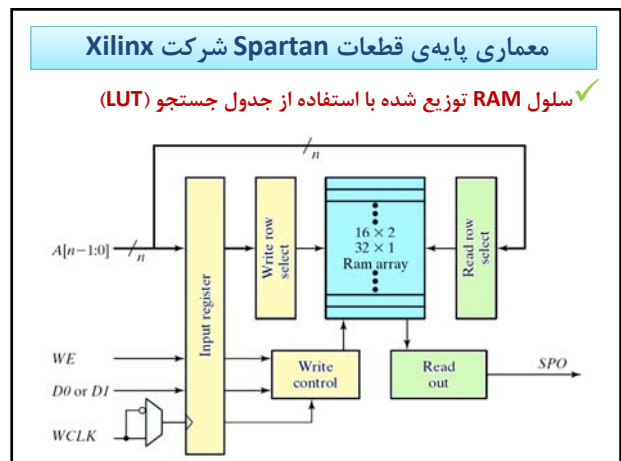 معماری پایه‌ی قطعات Spartan شرکت Xilinx
سلول RAM توزیع شده با استفاده از جدول جستجو (LUT)
n
A[n−1:0]
n
Input register
Write row
select
16 × 2
32 × 1
Ram array
Read row
select
WE
D0 or D1
WCLK
Write
control
Read
out
SPO